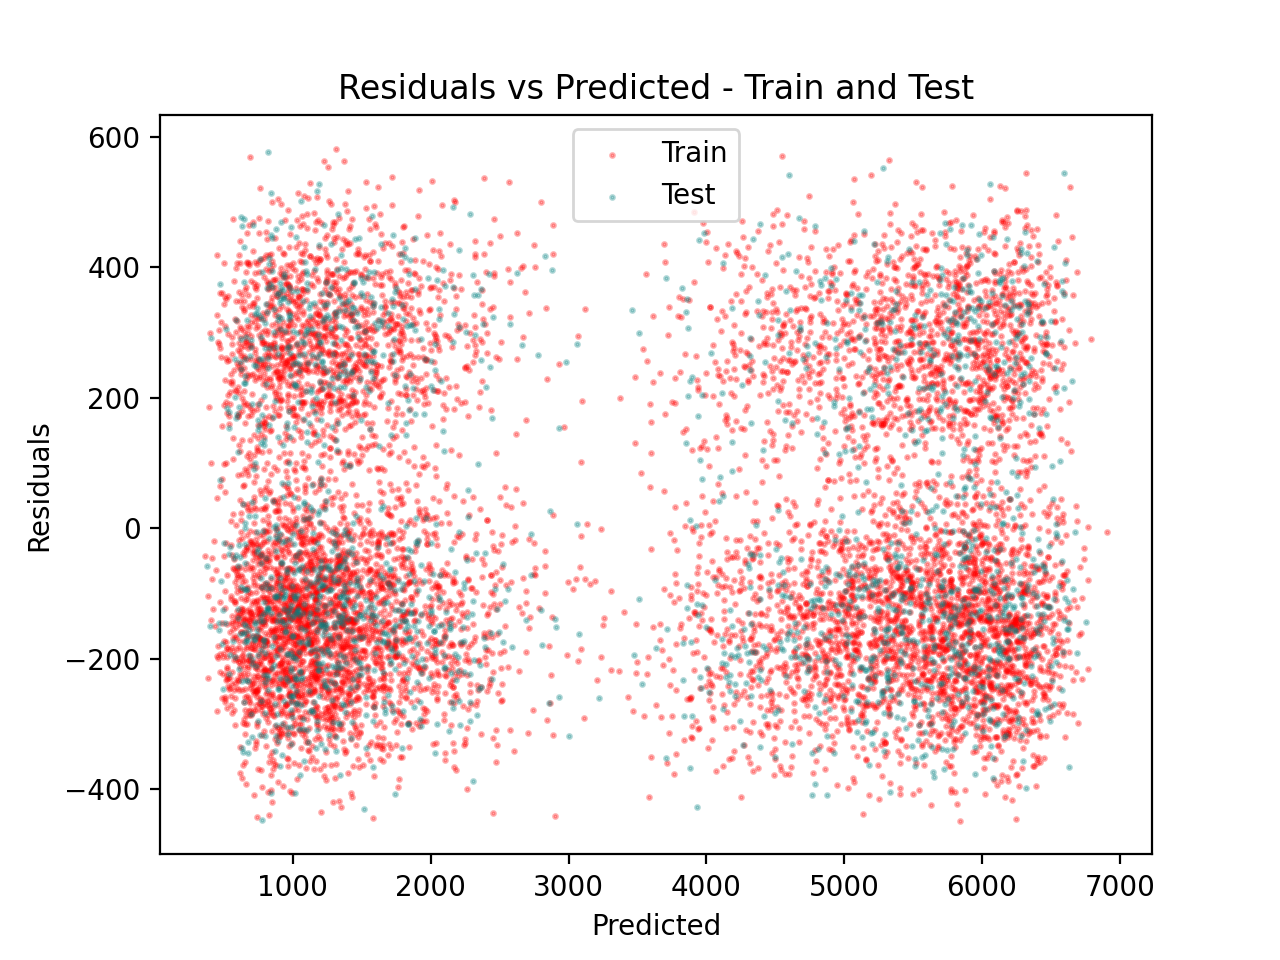 Residuals vs Predicted - Train and Test
Train
Test
600
400
200
0
−200
−400
Residuals
1000 2000 3000 4000 5000 6000 7000
Predicted